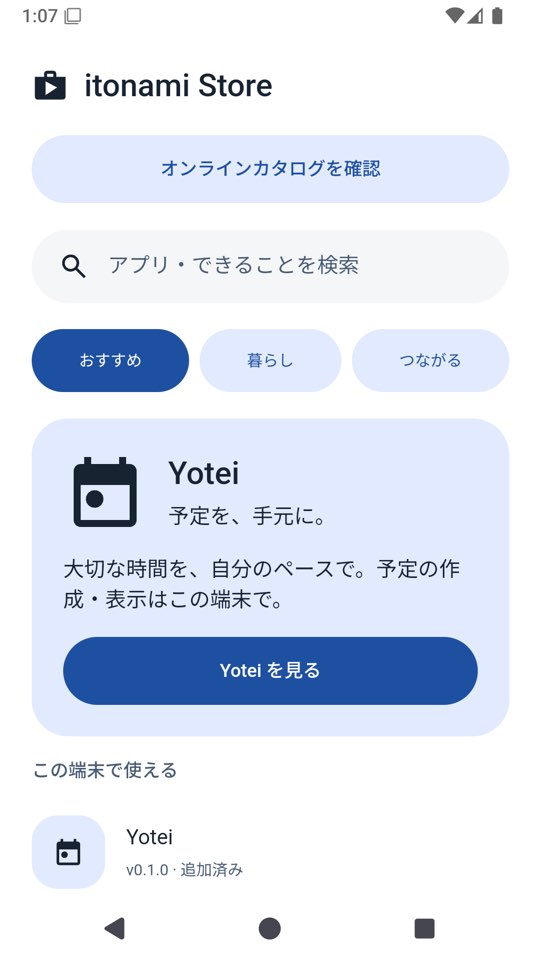 1:07
itonami Store
オンラインカタログを確認
アプリ・できることを検索
おすすめ
暮らし
つながる
Yotei
予定を、手元に。
大切な時間を、自分のペースで。予定の作
成・表示はこの端末で。
Yotei を見る
この端末で使える
Yotei
v0.1.0 · 追加済み